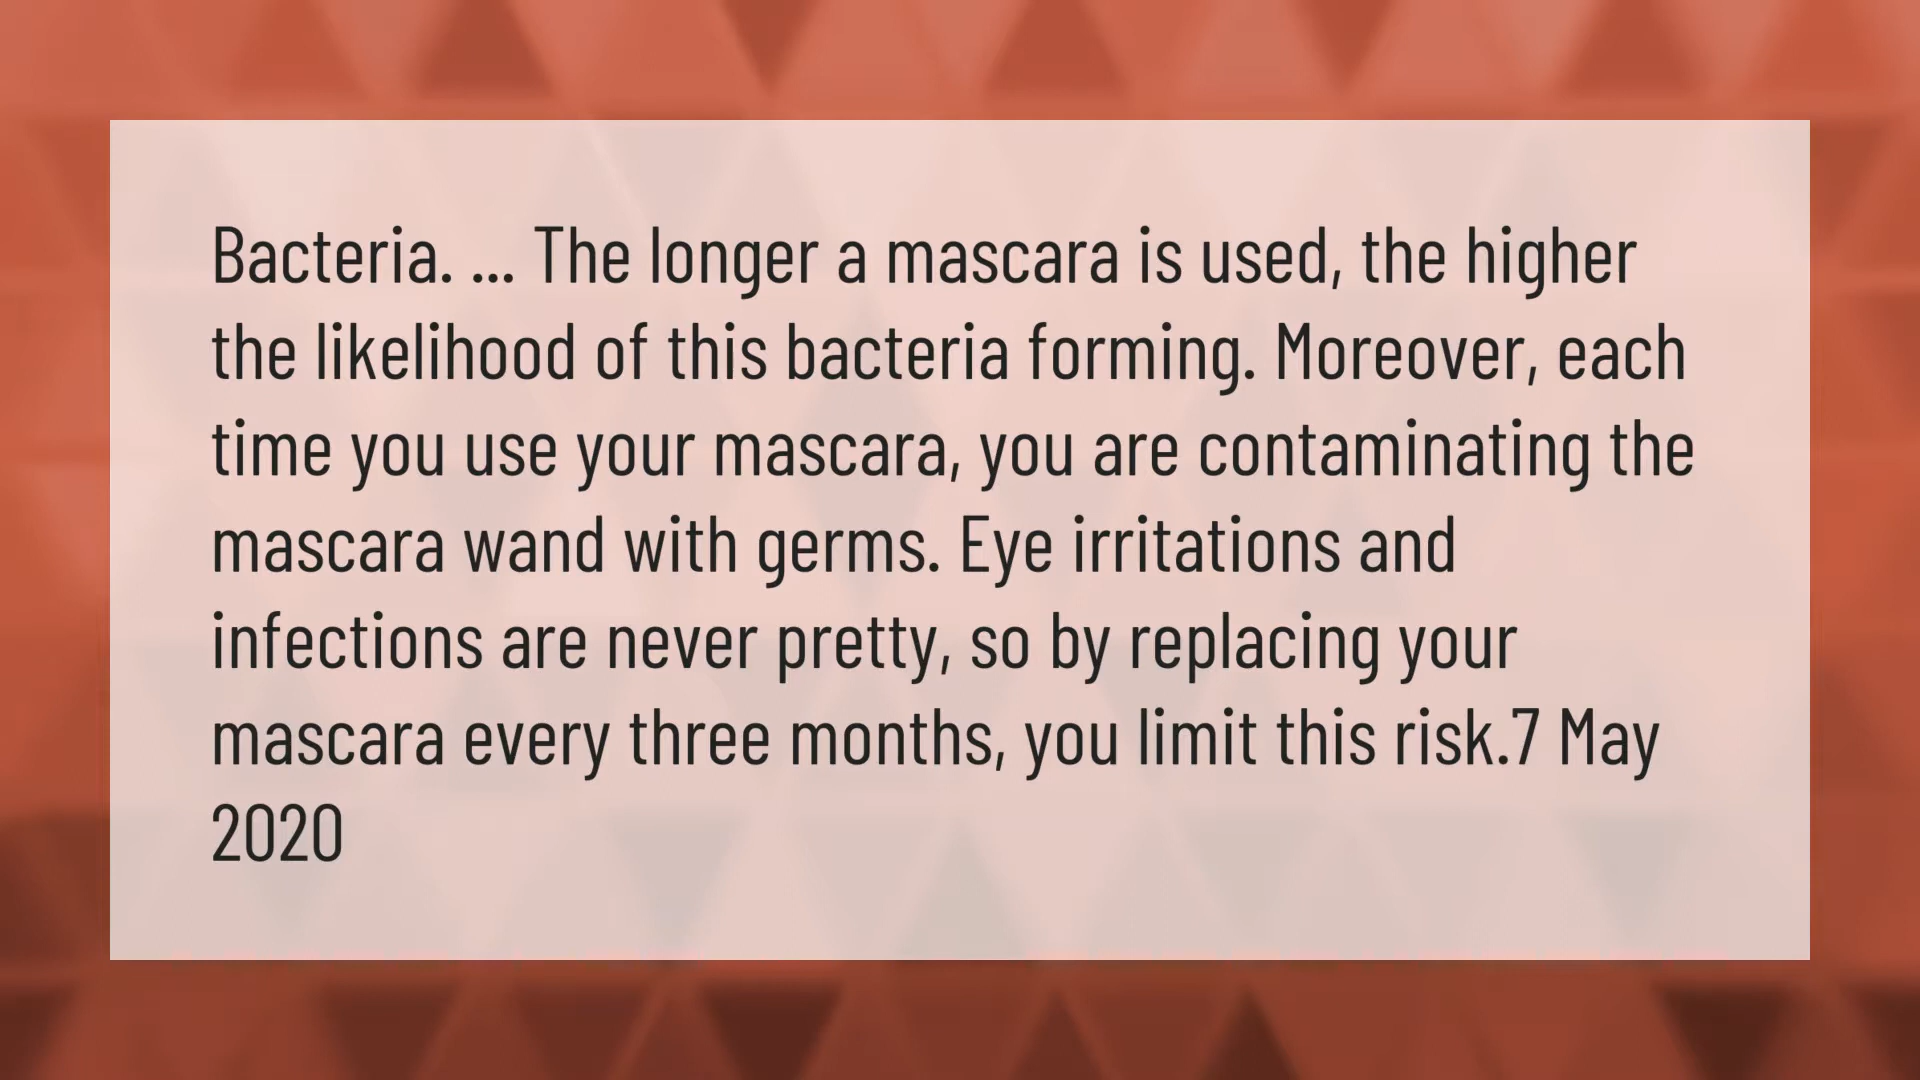 Bacteria. ... The longer a mascara is used, the higher
the likelihood of this bacteria forming. Moreover, each
time you use your mascara, you are contaminating the
mascara wand with germs. Eye irritations and
infections are never pretty, so by replacing your
mascara every three months, you limit this risk.7 May
2020